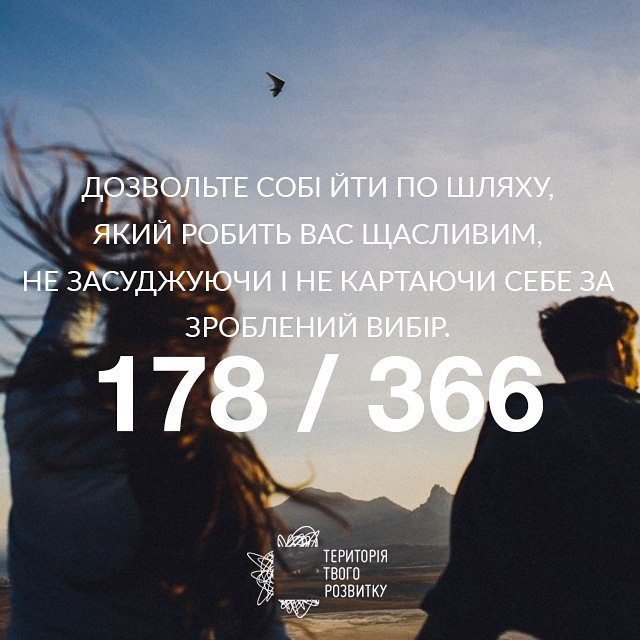 ДОЗВОЛЬТЕ СОБІ ЙТИ ПО ШЛЯХУ,
ЯКИЙ РОБИТЬ ВАС ЩАСЛИВИМ,
НЕ ЗАСУДЖУЮЧИ І НЕ КАРТАЮЧИ СЕБЕ ЗА
ЗРОБЛЕНИЙ ВИБІР.
178 / 366
ТЕРИТОРІЯ
ТВОГО
РОЗВИТКУ